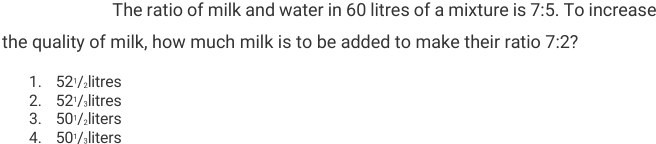 The ratio of milk and water in 60 litres of a mixture is 7:5. To increase
the quality of milk, how much milk is to be added to make their ratio 7:2?
1. 52¹/₂litres
2. 52¹/₃litres
3. 50¹/₂liters
4. 50¹/₃liters